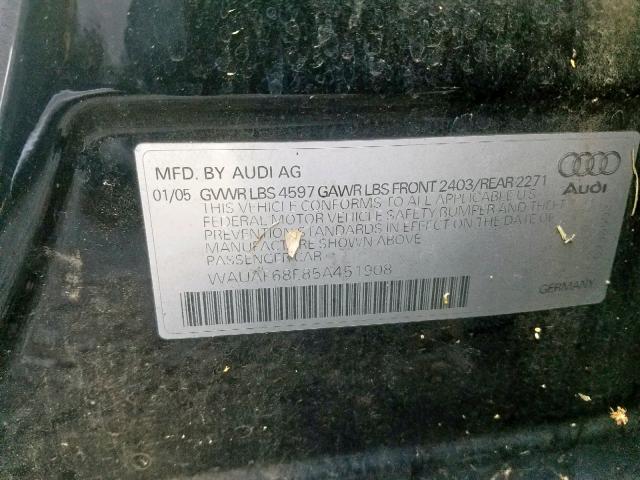 MFD. BY AUDI AG
01/05 GVWR LBS 4597 GAWR LBS FRONT 2403/REAR 2271
THIS VEHICLE CONFORMS TO ALL APPLICABLE U.S.
FEDERAL MOTOR VEHICLE SAFETY BUMPER AND THEFT
PREVENTION STANDARDS IN EFFECT ON THE DATE OF
MANUFACTURE SHOWN ABOVE
PASSENGER CAR
WAUAF68E85A451908
Audi
GERMANY